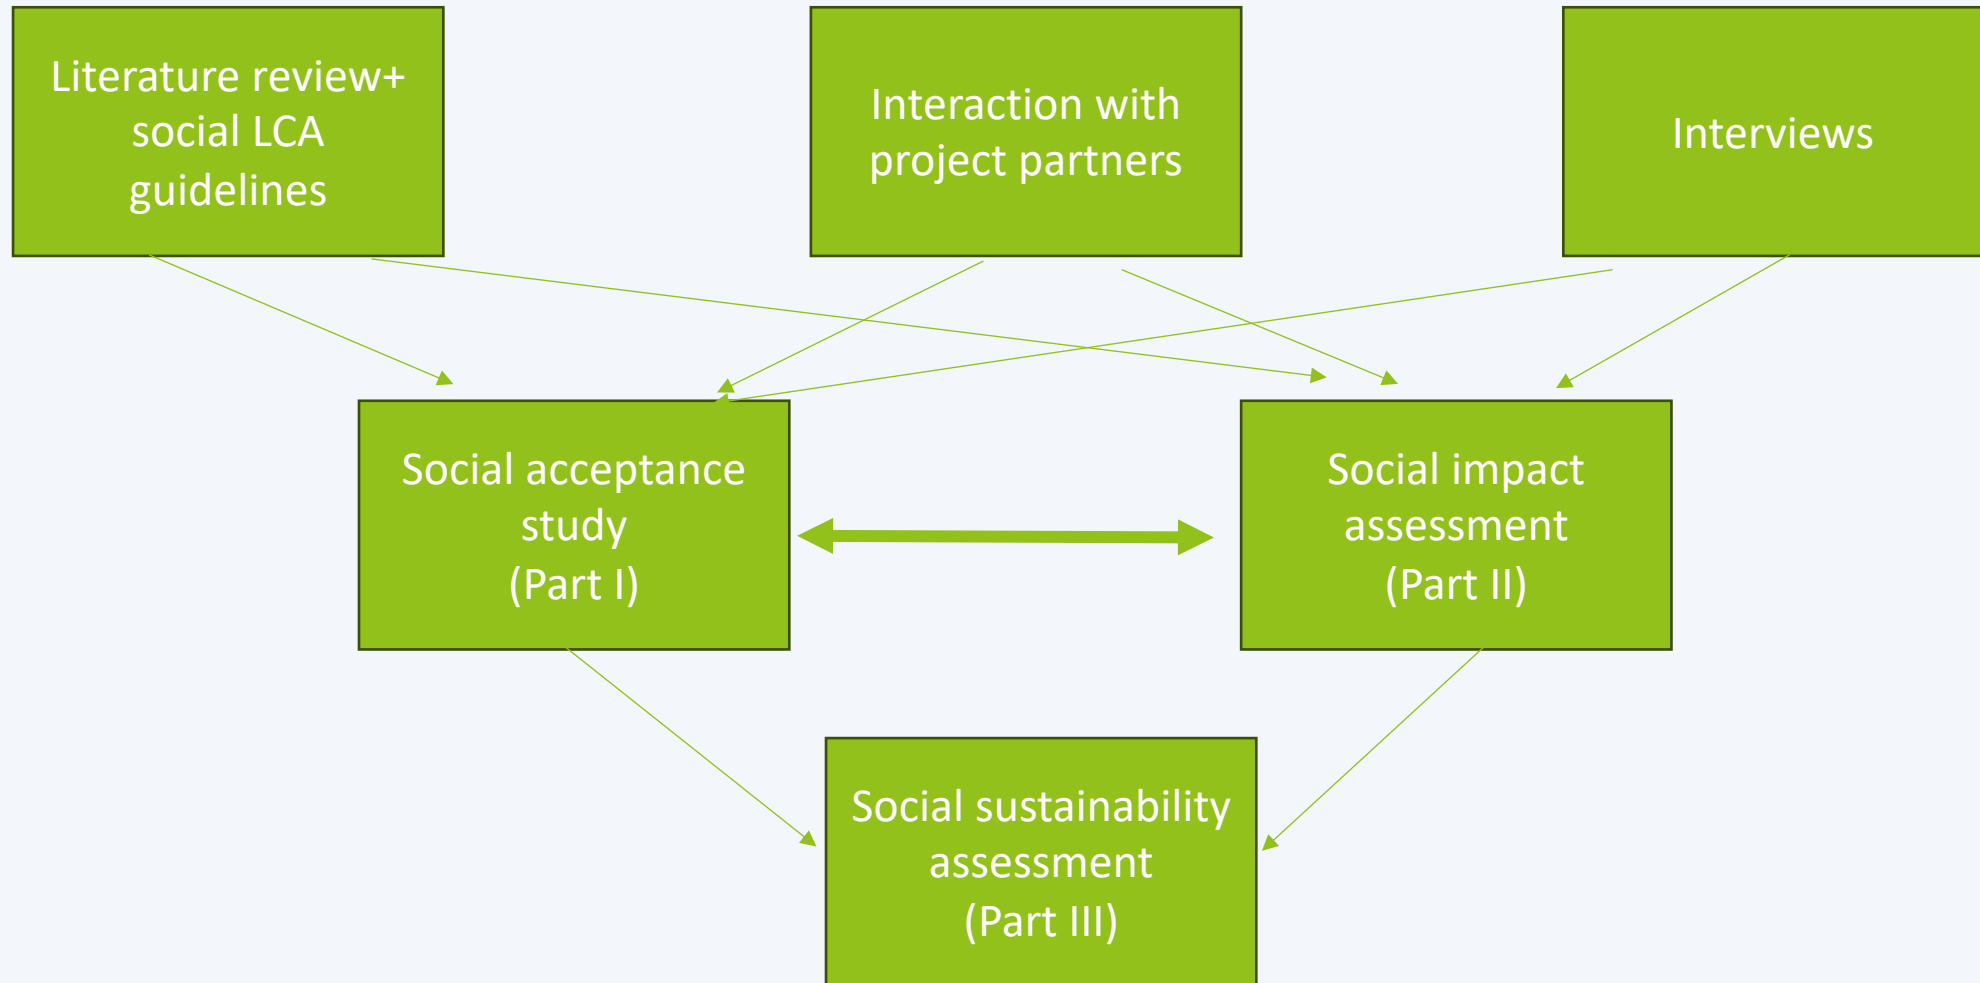 Literature review+
social LCA
guidelines
Interaction with
project partners
Interviews
Social acceptance
study
(Part I)
Social impact
assessment
(Part II)
Social sustainability
assessment
(Part III)